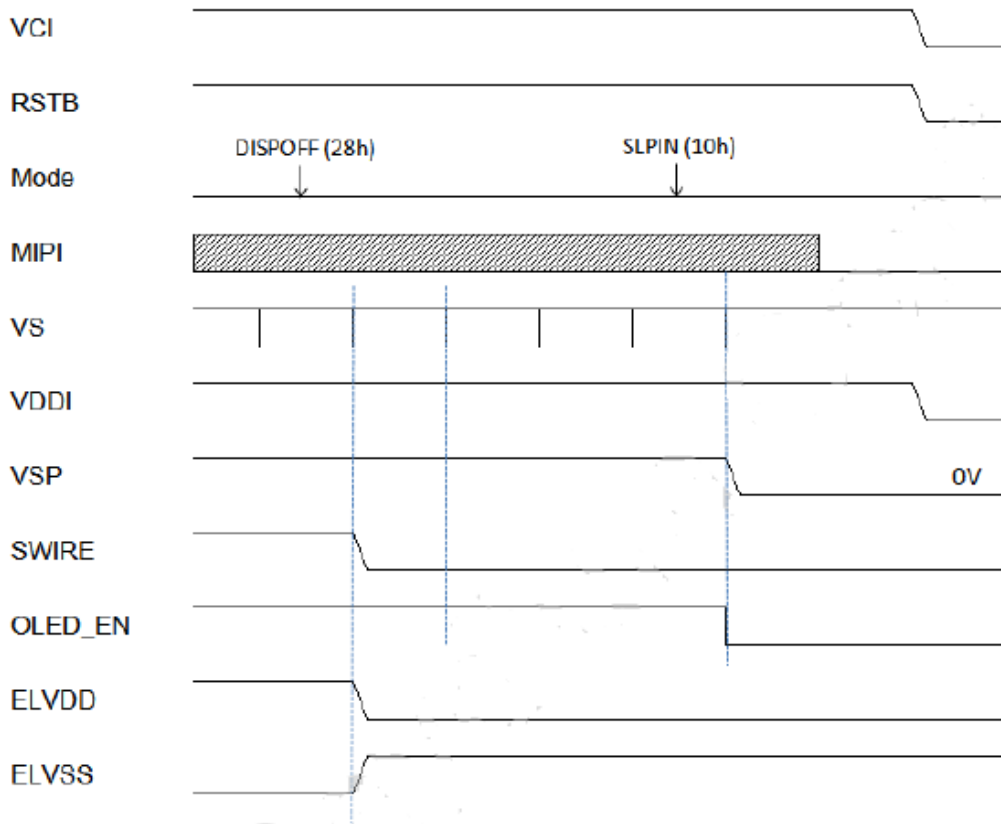 VCI
RSTB
DISPOFF (28h) SLPIN (10h)
Mode
MIPI
VS
VDDI
VSP 0V
SWIRE
OLED_EN
ELVDD
ELVSS